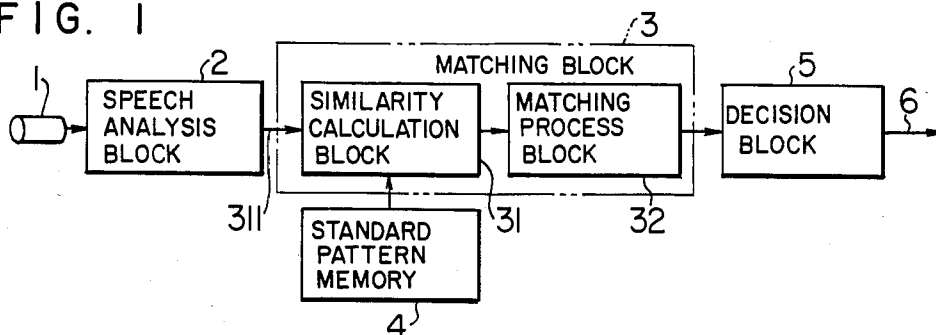 FIG. 1
3
MATCHING BLOCK
1
2
SPEECH
ANALYSIS
BLOCK
311
SIMILARITY
CALCULATION
BLOCK
31
MATCHING
PROCESS
BLOCK
32
5
DECISION
BLOCK
6
STANDARD
PATTERN
MEMORY
4